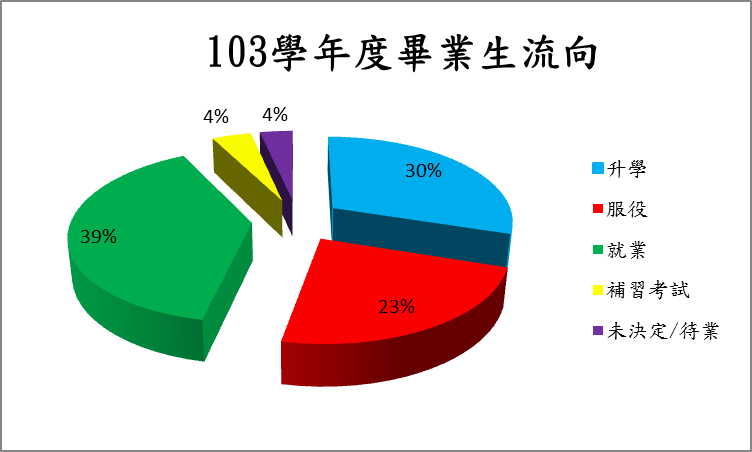 103學年度畢業生流向
4%
4%
30%
39%
23%
升學
服役
就業
補習考試
未決定/待業